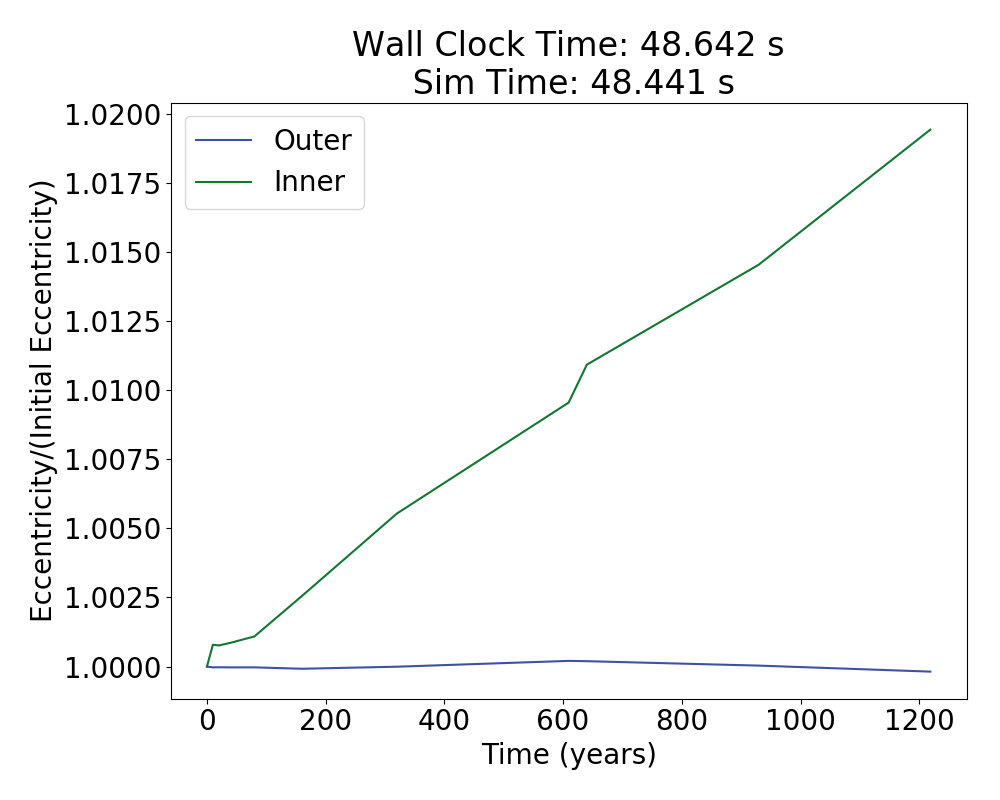 Wall Clock Time: 48.642 s
Sim Time: 48.441 s
Outer
Inner
1.0200
1.0175
1.0150
1.0125
1.0100
1.0075
1.0050
1.0025
1.0000
Eccentricity/(Initial Eccentricity)
0 200 400 600 800 1000 1200
Time (years)